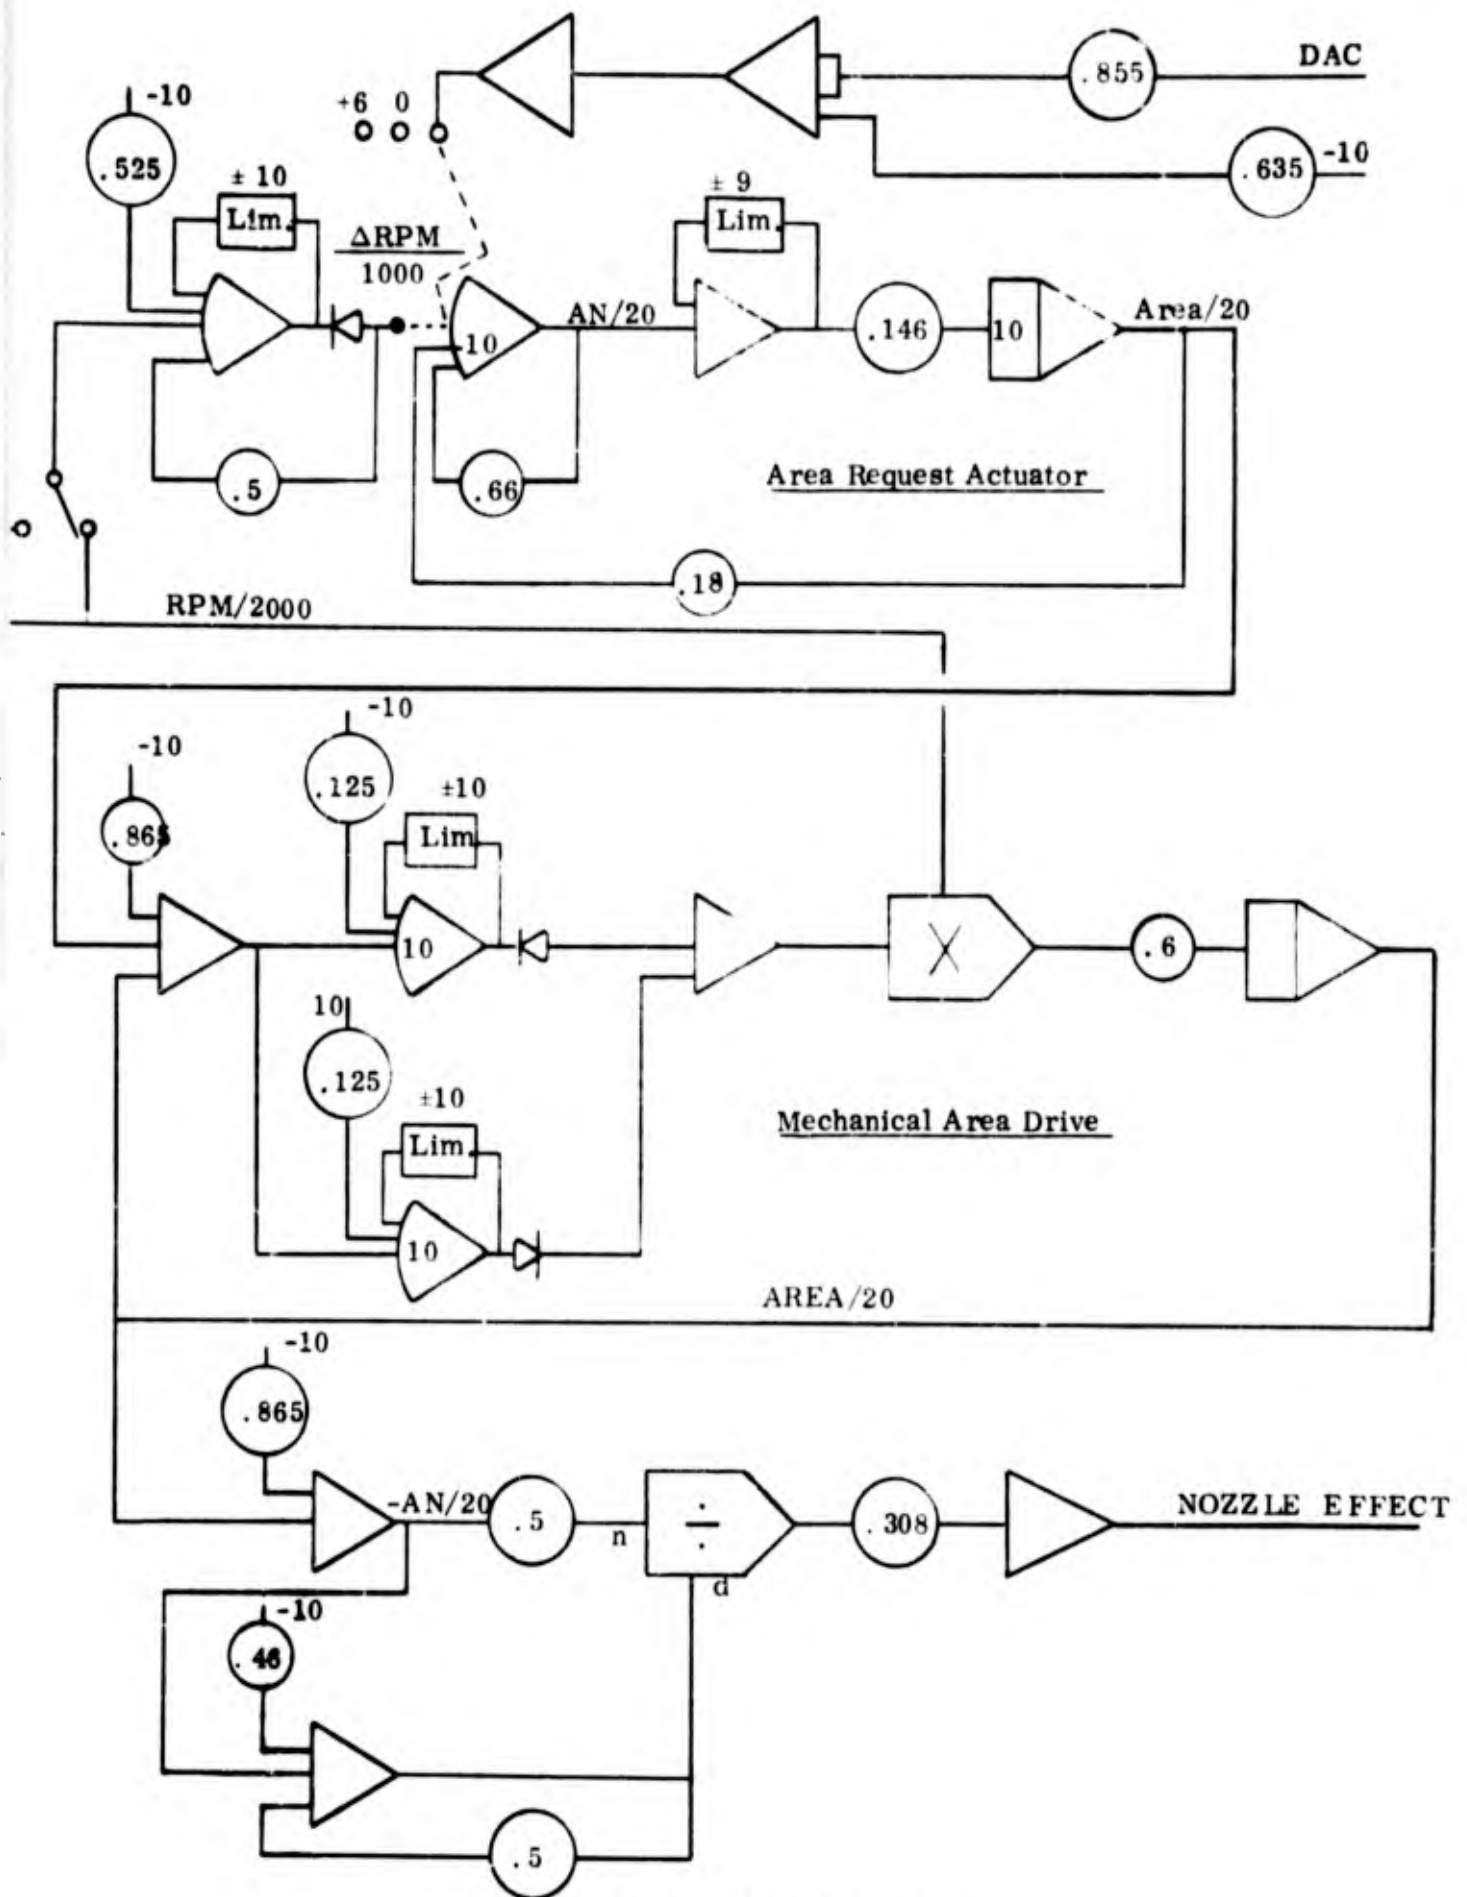 DAC
.855
-10
+6 0
-10
.525
.635
± 10
Lim.
± 9
Lim.
ΔRPM
1000
AN/20
10
.146
10
Area/20
.5
.66
Area Request Actuator
.18
RPM/2000
-10
-10
.125
±10
.865
Lim
10
X
.6
10
.125
±10
Lim.
Mechanical Area Drive
10
AREA/20
-10
.865
-AN/20
.5
n
÷
d
.308
NOZZLE EFFECT
-10
.46
.5